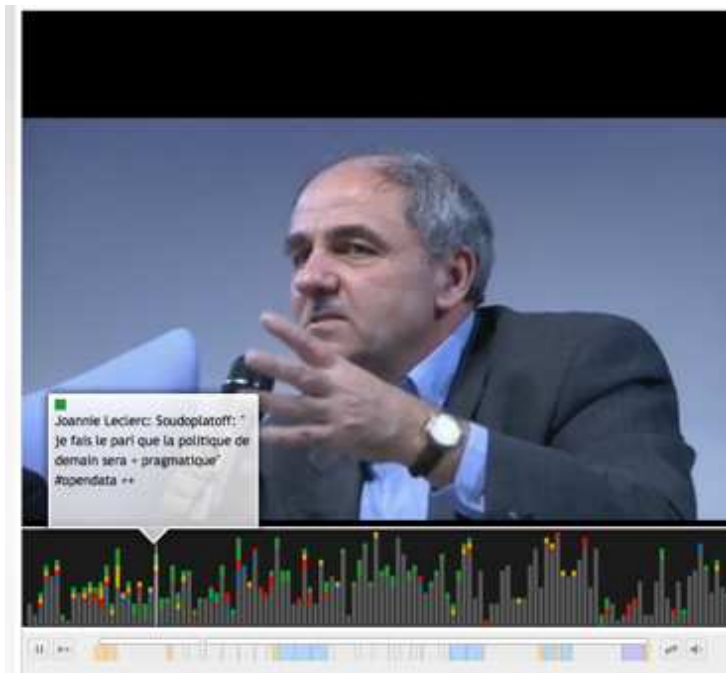 Joannie Leclerc: Soudoplatoff: "
je fais le pari que la politique de
demain sera + pragmatique"
#opendata ++